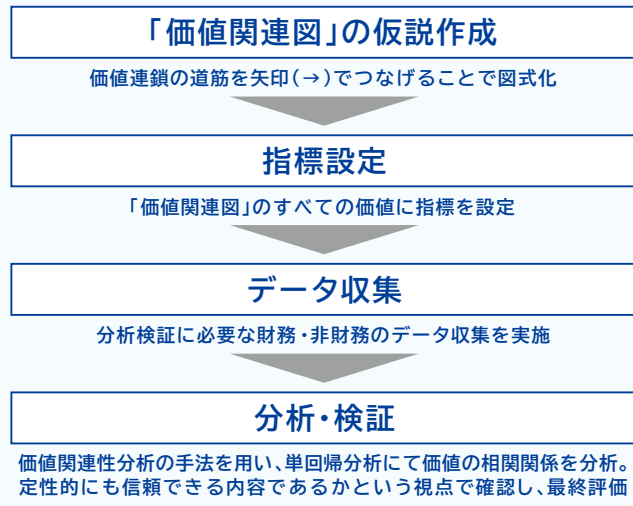 「価値関連図」の仮説作成
価値連鎖の道筋を矢印(→)でつなげることで図式化
指標設定
「価値関連図」のすべての価値に指標を設定
データ収集
分析検証に必要な財務・非財務のデータ収集を実施
分析・検証
価値関連性分析の手法を用い、単回帰分析にて価値の相関関係を分析。
定性的にも信頼できる内容であるかという視点で確認し、最終評価